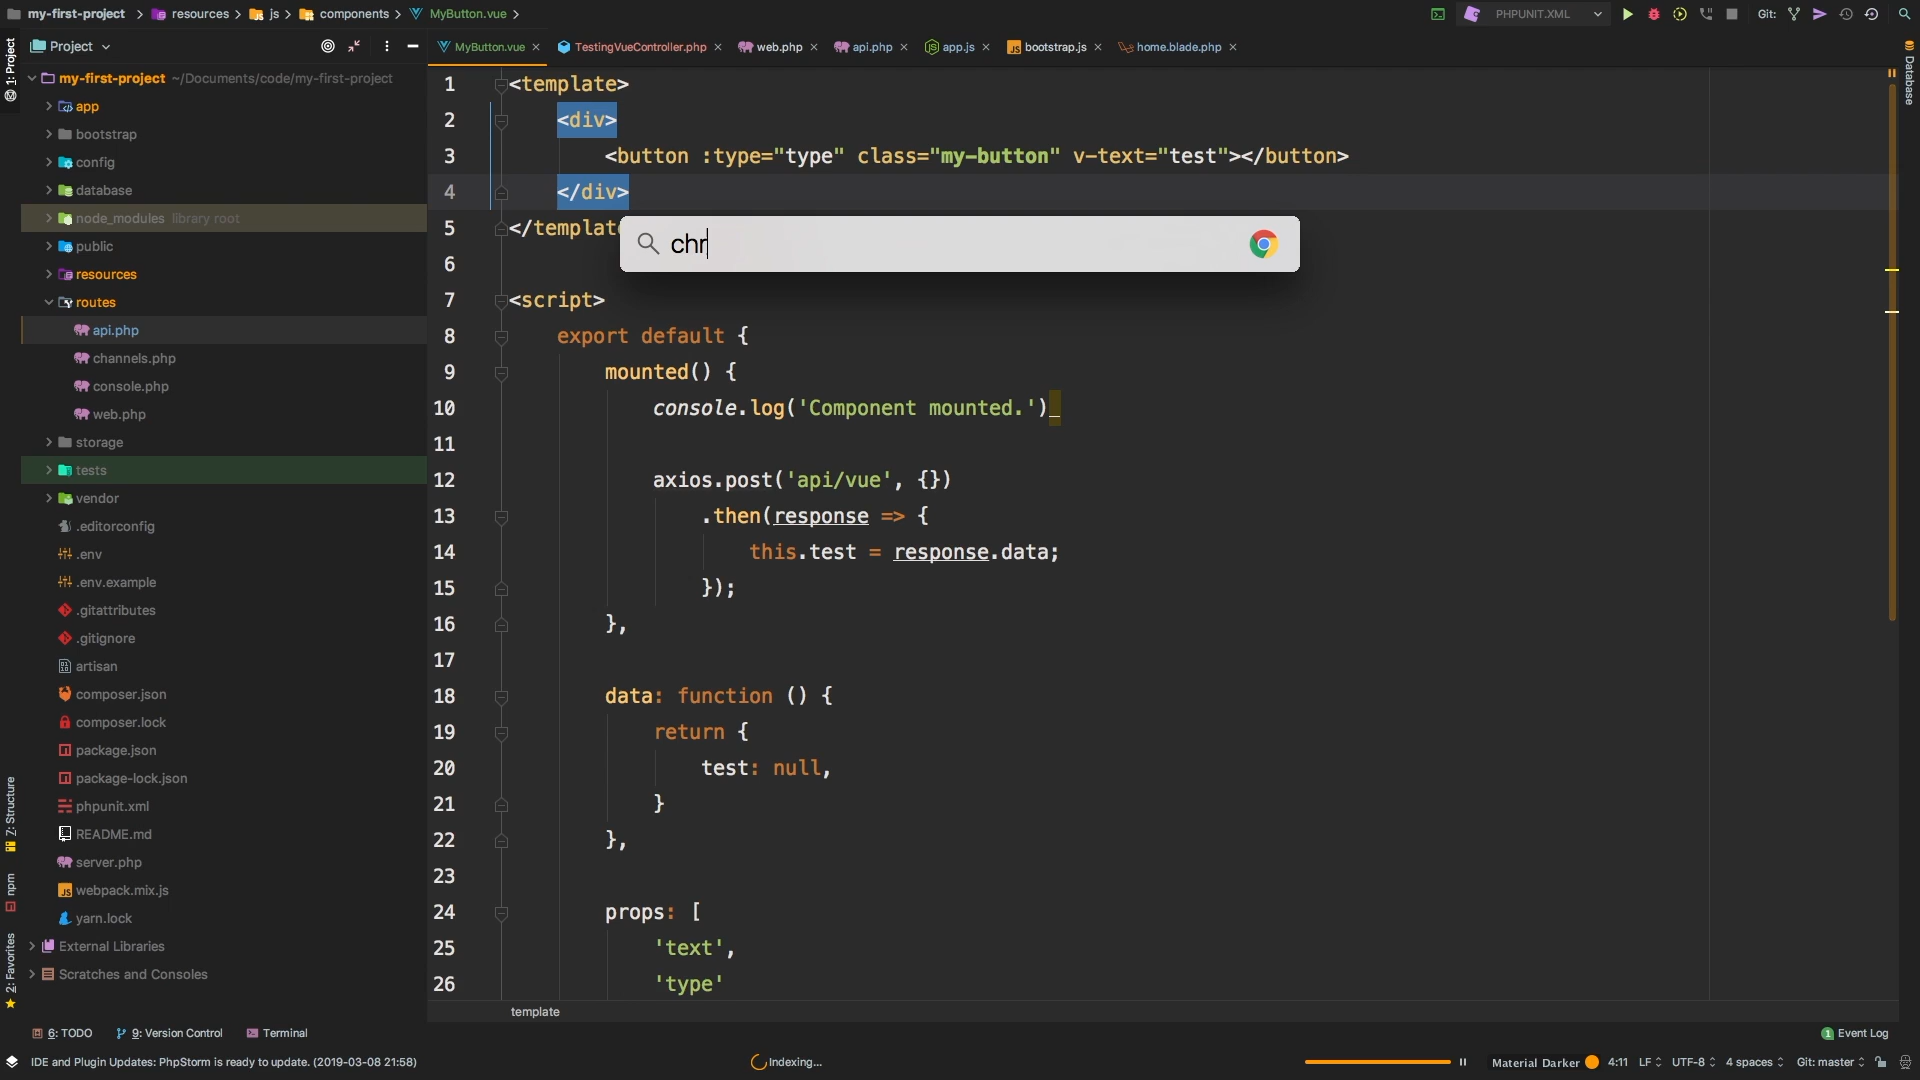 my-first-project resources js components MyButton.vue
PHPUNIT.XML Git:
1: Project
Project
MyButton.vue TestingVueController.php web.php api.php app.js bootstrap.js home.blade.php
Database
my-first-project ~/Documents/code/my-first-project
app
bootstrap
config
database
node_modules library root
public
resources
routes
api.php
channels.php
console.php
web.php
storage
tests
vendor
.editorconfig
.env
.env.example
.gitattributes
.gitignore
artisan
composer.json
composer.lock
package.json
package-lock.json
phpunit.xml
README.md
server.php
webpack.mix.js
yarn.lock
External Libraries
Scratches and Consoles
Z: Structure
npm
2: Favorites
1 <template>
2 <div>
3 <button :type="type" class="my-button" v-text="test"></button>
4 </div>
5 </templat
chr
6
7 <script>
8 export default {
9 mounted() {
10 console.log('Component mounted.')
11
12 axios.post('api/vue', {})
13 .then(response => {
14 this.test = response.data;
15 });
16 },
17
18 data: function () {
19 return {
20 test: null,
21 }
22 },
23
24 props: [
25 'text',
26 'type'
template
6: TODO 9: Version Control Terminal
1 Event Log
IDE and Plugin Updates: PhpStorm is ready to update. (2019-03-08 21:58) Indexing... Material Darker 4:11 LF UTF-8 4 spaces Git: master